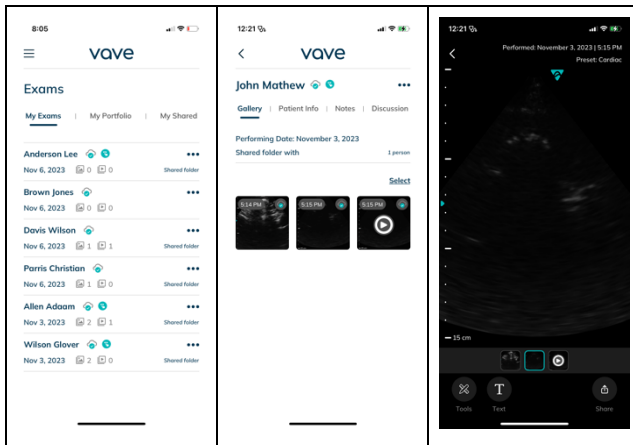 8:05
vave
Exams
My Exams | My Portfolio | My Shared
Anderson Lee
Nov 6, 2023 0 0 Shared folder
Brown Jones
Nov 6, 2023 0 0
Davis Wilson
Nov 6, 2023 1 1 Shared folder
Parris Christian
Nov 6, 2023 1 0 Shared folder
Allen Adaam
Nov 3, 2023 2 1 Shared folder
Wilson Glover
Nov 3, 2023 2 0 Shared folder
12:21
vave
John Mathew
Gallery | Patient Info | Notes | Discussion
Performing Date: November 3, 2023
Shared folder with 1 person
Select
5:14 PM 5:15 PM 5:15 PM
12:21
Performed: November 3, 2023 | 5:15 PM
Preset: Cardiac
15 cm
T
Tools Text Share